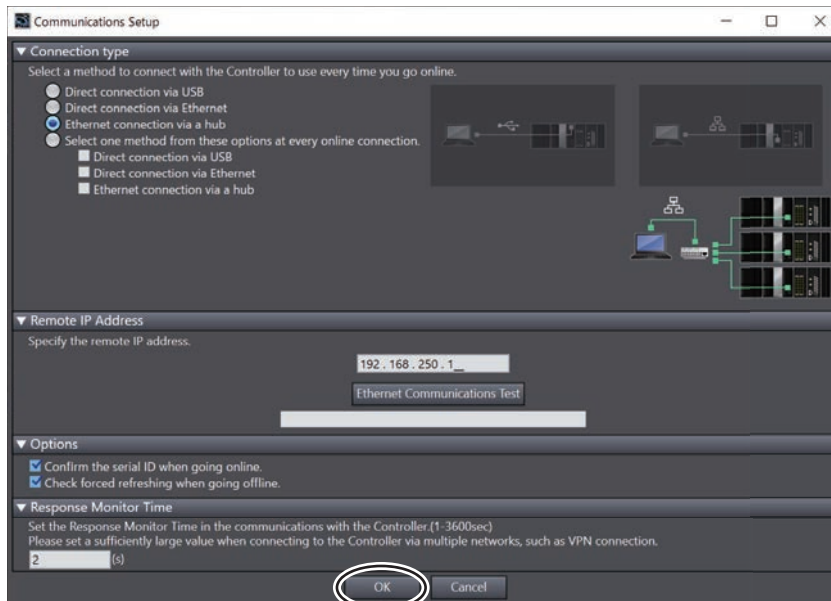 Communications Setup
▼ Connection type
Select a method to connect with the Controller to use every time you go online.
Direct connection via USB
Direct connection via Ethernet
Ethernet connection via a hub
Select one method from these options at every online connection.
Direct connection via USB
Direct connection via Ethernet
Ethernet connection via a hub
▼ Remote IP Address
Specify the remote IP address.
192 . 168 . 250 . 1__
Ethernet Communications Test
▼ Options
Confirm the serial ID when going online.
Check forced refreshing when going offline.
▼ Response Monitor Time
Set the Response Monitor Time in the communications with the Controller.(1-3600sec)
Please set a sufficiently large value when connecting to the Controller via multiple networks, such as VPN connection.
2 (s)
OK Cancel